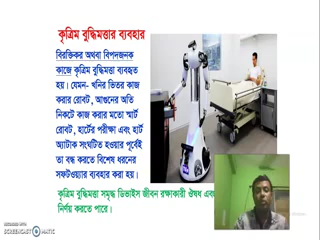 কৃত্রিম বুদ্ধিমত্তার ব্যবহার
বিরক্তিকর অথবা বিপদজনক
কাজে কৃত্রিম বুদ্ধিমত্তা ব্যবহৃত
হয়। যেমন- খনির ভিতর কাজ
করার রোবট, আগুনের অতি
নিকটে কাজ করার মতো স্মার্ট
রোবট, হার্টের পরীক্ষা এবং হার্ট
অ্যাটাক সংঘটিত হওয়ার পূর্বেই
তা বন্ধ করতে বিশেষ ধরনের
সফটওয়্যার ব্যবহার করা হয়।
কৃত্রিম বুদ্ধিমত্তা সমৃদ্ধ ডিভাইস জীবন রক্ষাকারী ঔষধ এবং
নির্ণয় করতে পারে।
RECORDED WITH
SCREENCAST MATIC